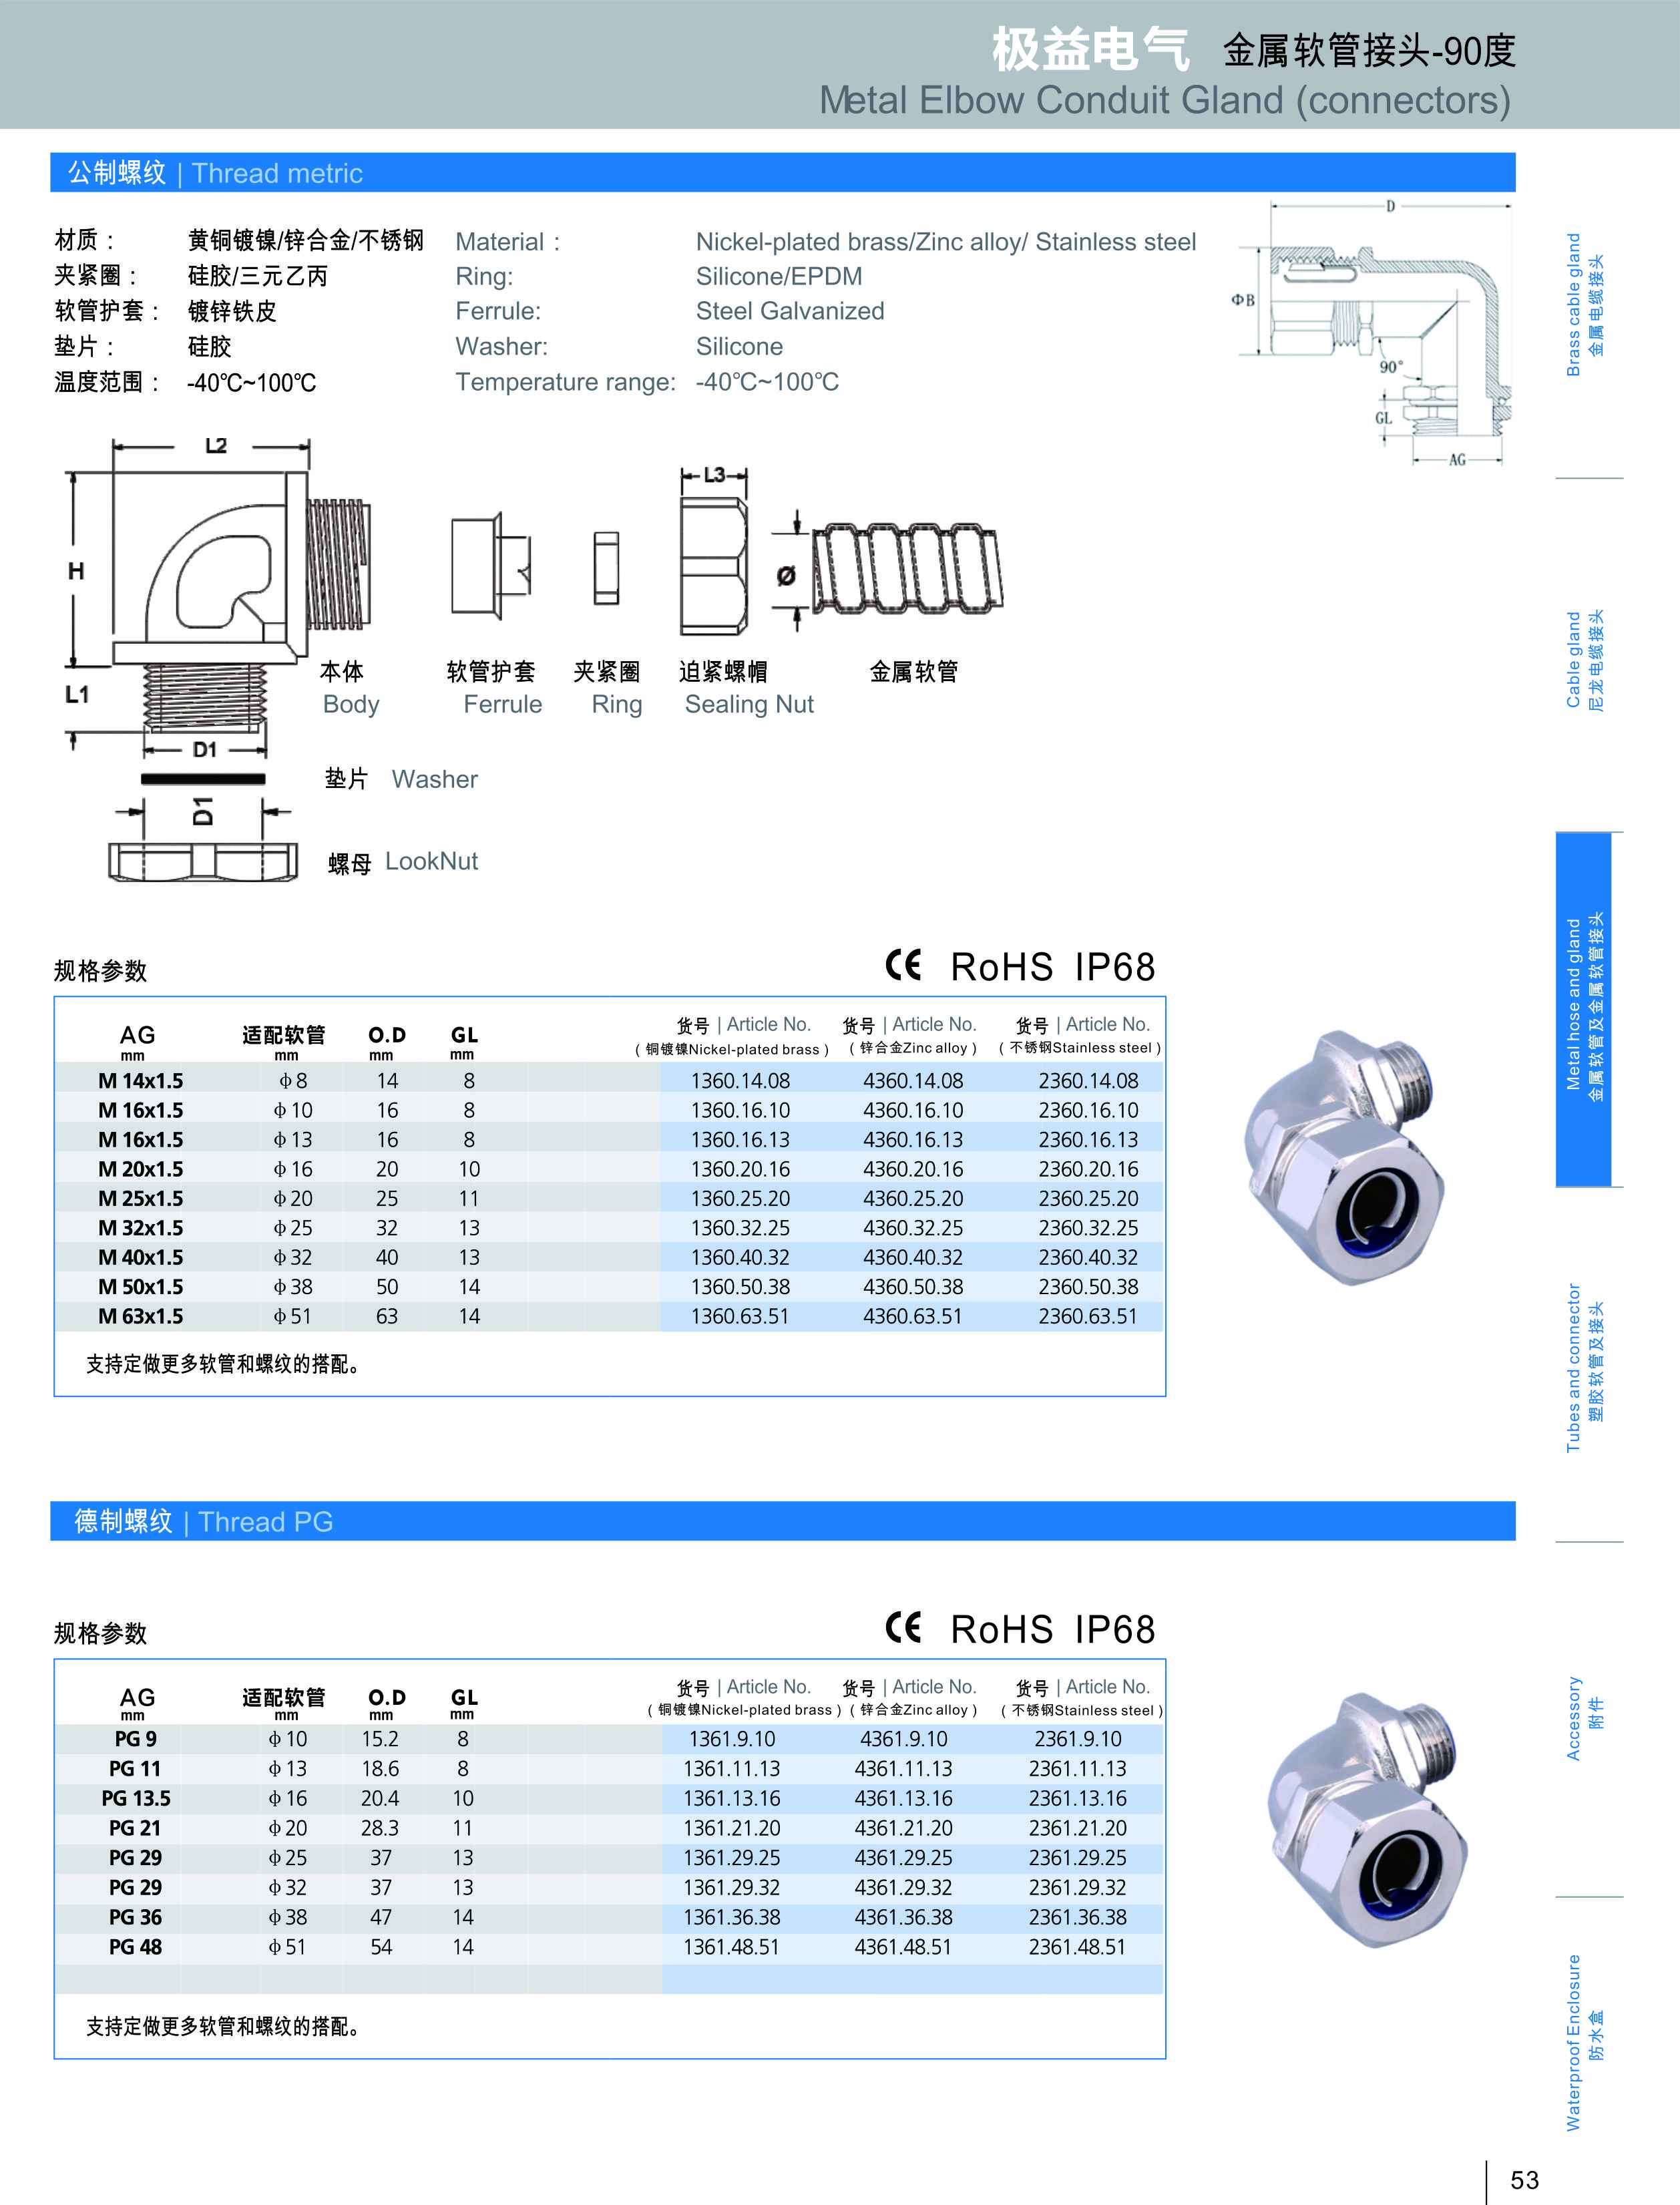 极益电气 金属软管接头-90度
Metal Elbow Conduit Gland (connectors)
公制螺纹 | Thread metric
材质： 黄铜镀镍/锌合金/不锈钢 Material： Nickel-plated brass/Zinc alloy/ Stainless steel
夹紧圈： 硅胶/三元乙丙 Ring: Silicone/EPDM
软管护套： 镀锌铁皮 Ferrule: Steel Galvanized
垫片： 硅胶 Washer: Silicone
温度范围： -40℃~100℃ Temperature range: -40℃~100℃
D
ΦB
90°
GL
AG
L2
H
L1
D1
L3
Ø
本体 软管护套 夹紧圈 迫紧螺帽 金属软管
Body Ferrule Ring Sealing Nut
垫片 Washer
D1
螺母 LookNut
规格参数 CE RoHS IP68
AG 适配软管 O.D GL 货号 | Article No. 货号 | Article No. 货号 | Article No.
mm mm mm mm （铜镀镍Nickel-plated brass） （锌合金Zinc alloy） （不锈钢Stainless steel）
M 14x1.5 φ8 14 8 1360.14.08 4360.14.08 2360.14.08
M 16x1.5 φ10 16 8 1360.16.10 4360.16.10 2360.16.10
M 16x1.5 φ13 16 8 1360.16.13 4360.16.13 2360.16.13
M 20x1.5 φ16 20 10 1360.20.16 4360.20.16 2360.20.16
M 25x1.5 φ20 25 11 1360.25.20 4360.25.20 2360.25.20
M 32x1.5 φ25 32 13 1360.32.25 4360.32.25 2360.32.25
M 40x1.5 φ32 40 13 1360.40.32 4360.40.32 2360.40.32
M 50x1.5 φ38 50 14 1360.50.38 4360.50.38 2360.50.38
M 63x1.5 φ51 63 14 1360.63.51 4360.63.51 2360.63.51
支持定做更多软管和螺纹的搭配。
德制螺纹 | Thread PG
规格参数 CE RoHS IP68
AG 适配软管 O.D GL 货号 | Article No. 货号 | Article No. 货号 | Article No.
mm mm mm mm （铜镀镍Nickel-plated brass） （锌合金Zinc alloy） （不锈钢Stainless steel）
PG 9 φ10 15.2 8 1361.9.10 4361.9.10 2361.9.10
PG 11 φ13 18.6 8 1361.11.13 4361.11.13 2361.11.13
PG 13.5 φ16 20.4 10 1361.13.16 4361.13.16 2361.13.16
PG 21 φ20 28.3 11 1361.21.20 4361.21.20 2361.21.20
PG 29 φ25 37 13 1361.29.25 4361.29.25 2361.29.25
PG 29 φ32 37 13 1361.29.32 4361.29.32 2361.29.32
PG 36 φ38 47 14 1361.36.38 4361.36.38 2361.36.38
PG 48 φ51 54 14 1361.48.51 4361.48.51 2361.48.51
支持定做更多软管和螺纹的搭配。
Brass cable gland
金属电缆接头
Cable gland
尼龙电缆接头
Metal hose and gland
金属软管及金属软管接头
Tubes and connector
塑胶软管及接头
Accessory
附件
Waterproof Enclosure
防水盒
53